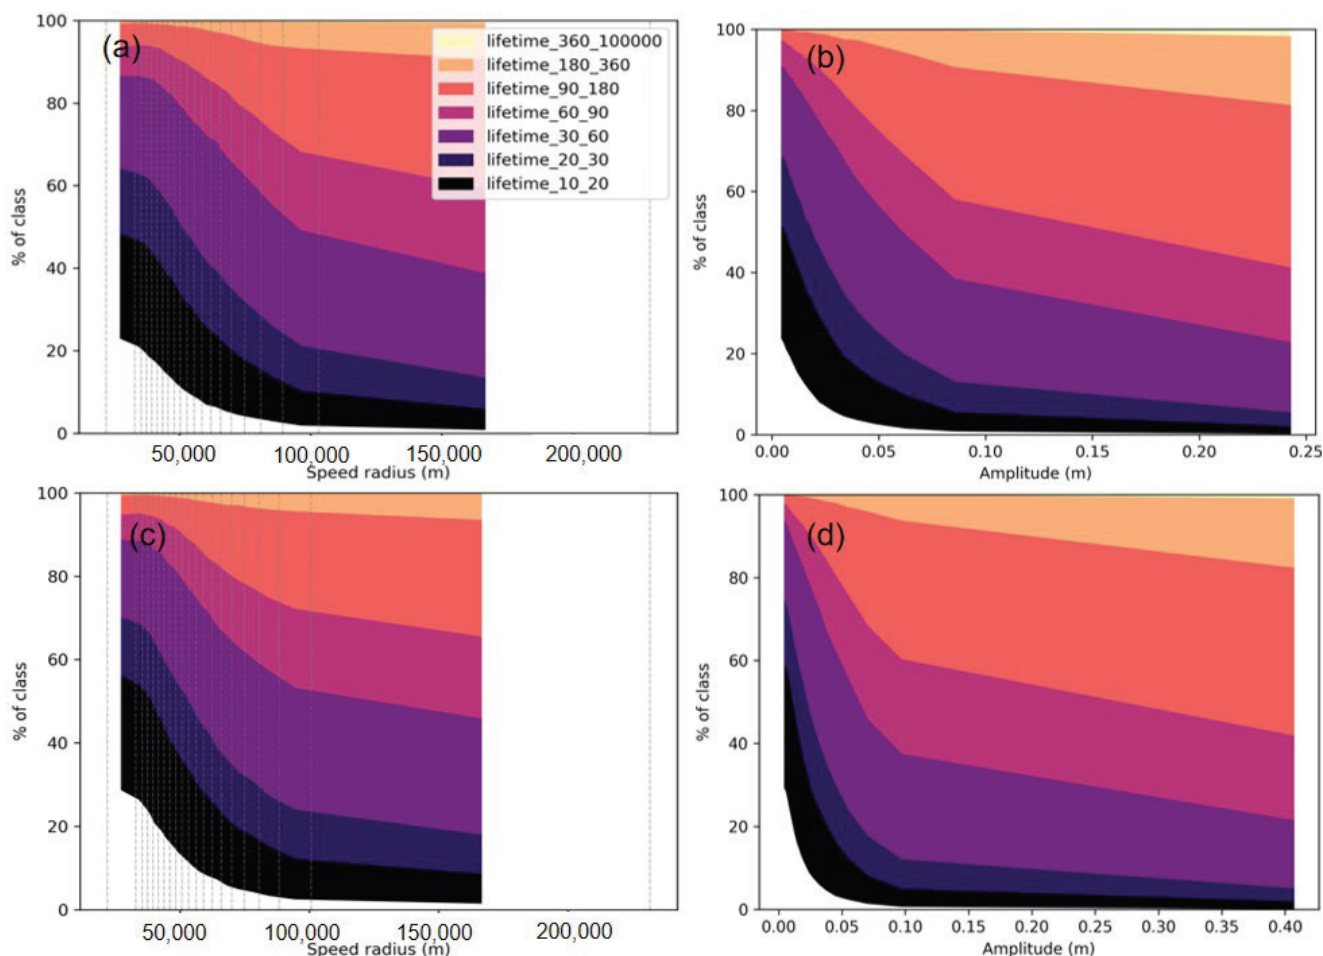 (a)
100
80
60
40
20
0
% of class
50,000 100,000 150,000 200,000
Speed radius (m)
lifetime_360_100000
lifetime_180_360
lifetime_90_180
lifetime_60_90
lifetime_30_60
lifetime_20_30
lifetime_10_20
(b)
100
80
60
40
20
0
% of class
0.00 0.05 0.10 0.15 0.20 0.25
Amplitude (m)
(c)
100
80
60
40
20
0
% of class
50,000 100,000 150,000 200,000
Speed radius (m)
(d)
100
80
60
40
20
0
% of class
0.00 0.05 0.10 0.15 0.20 0.25 0.30 0.35 0.40
Amplitude (m)